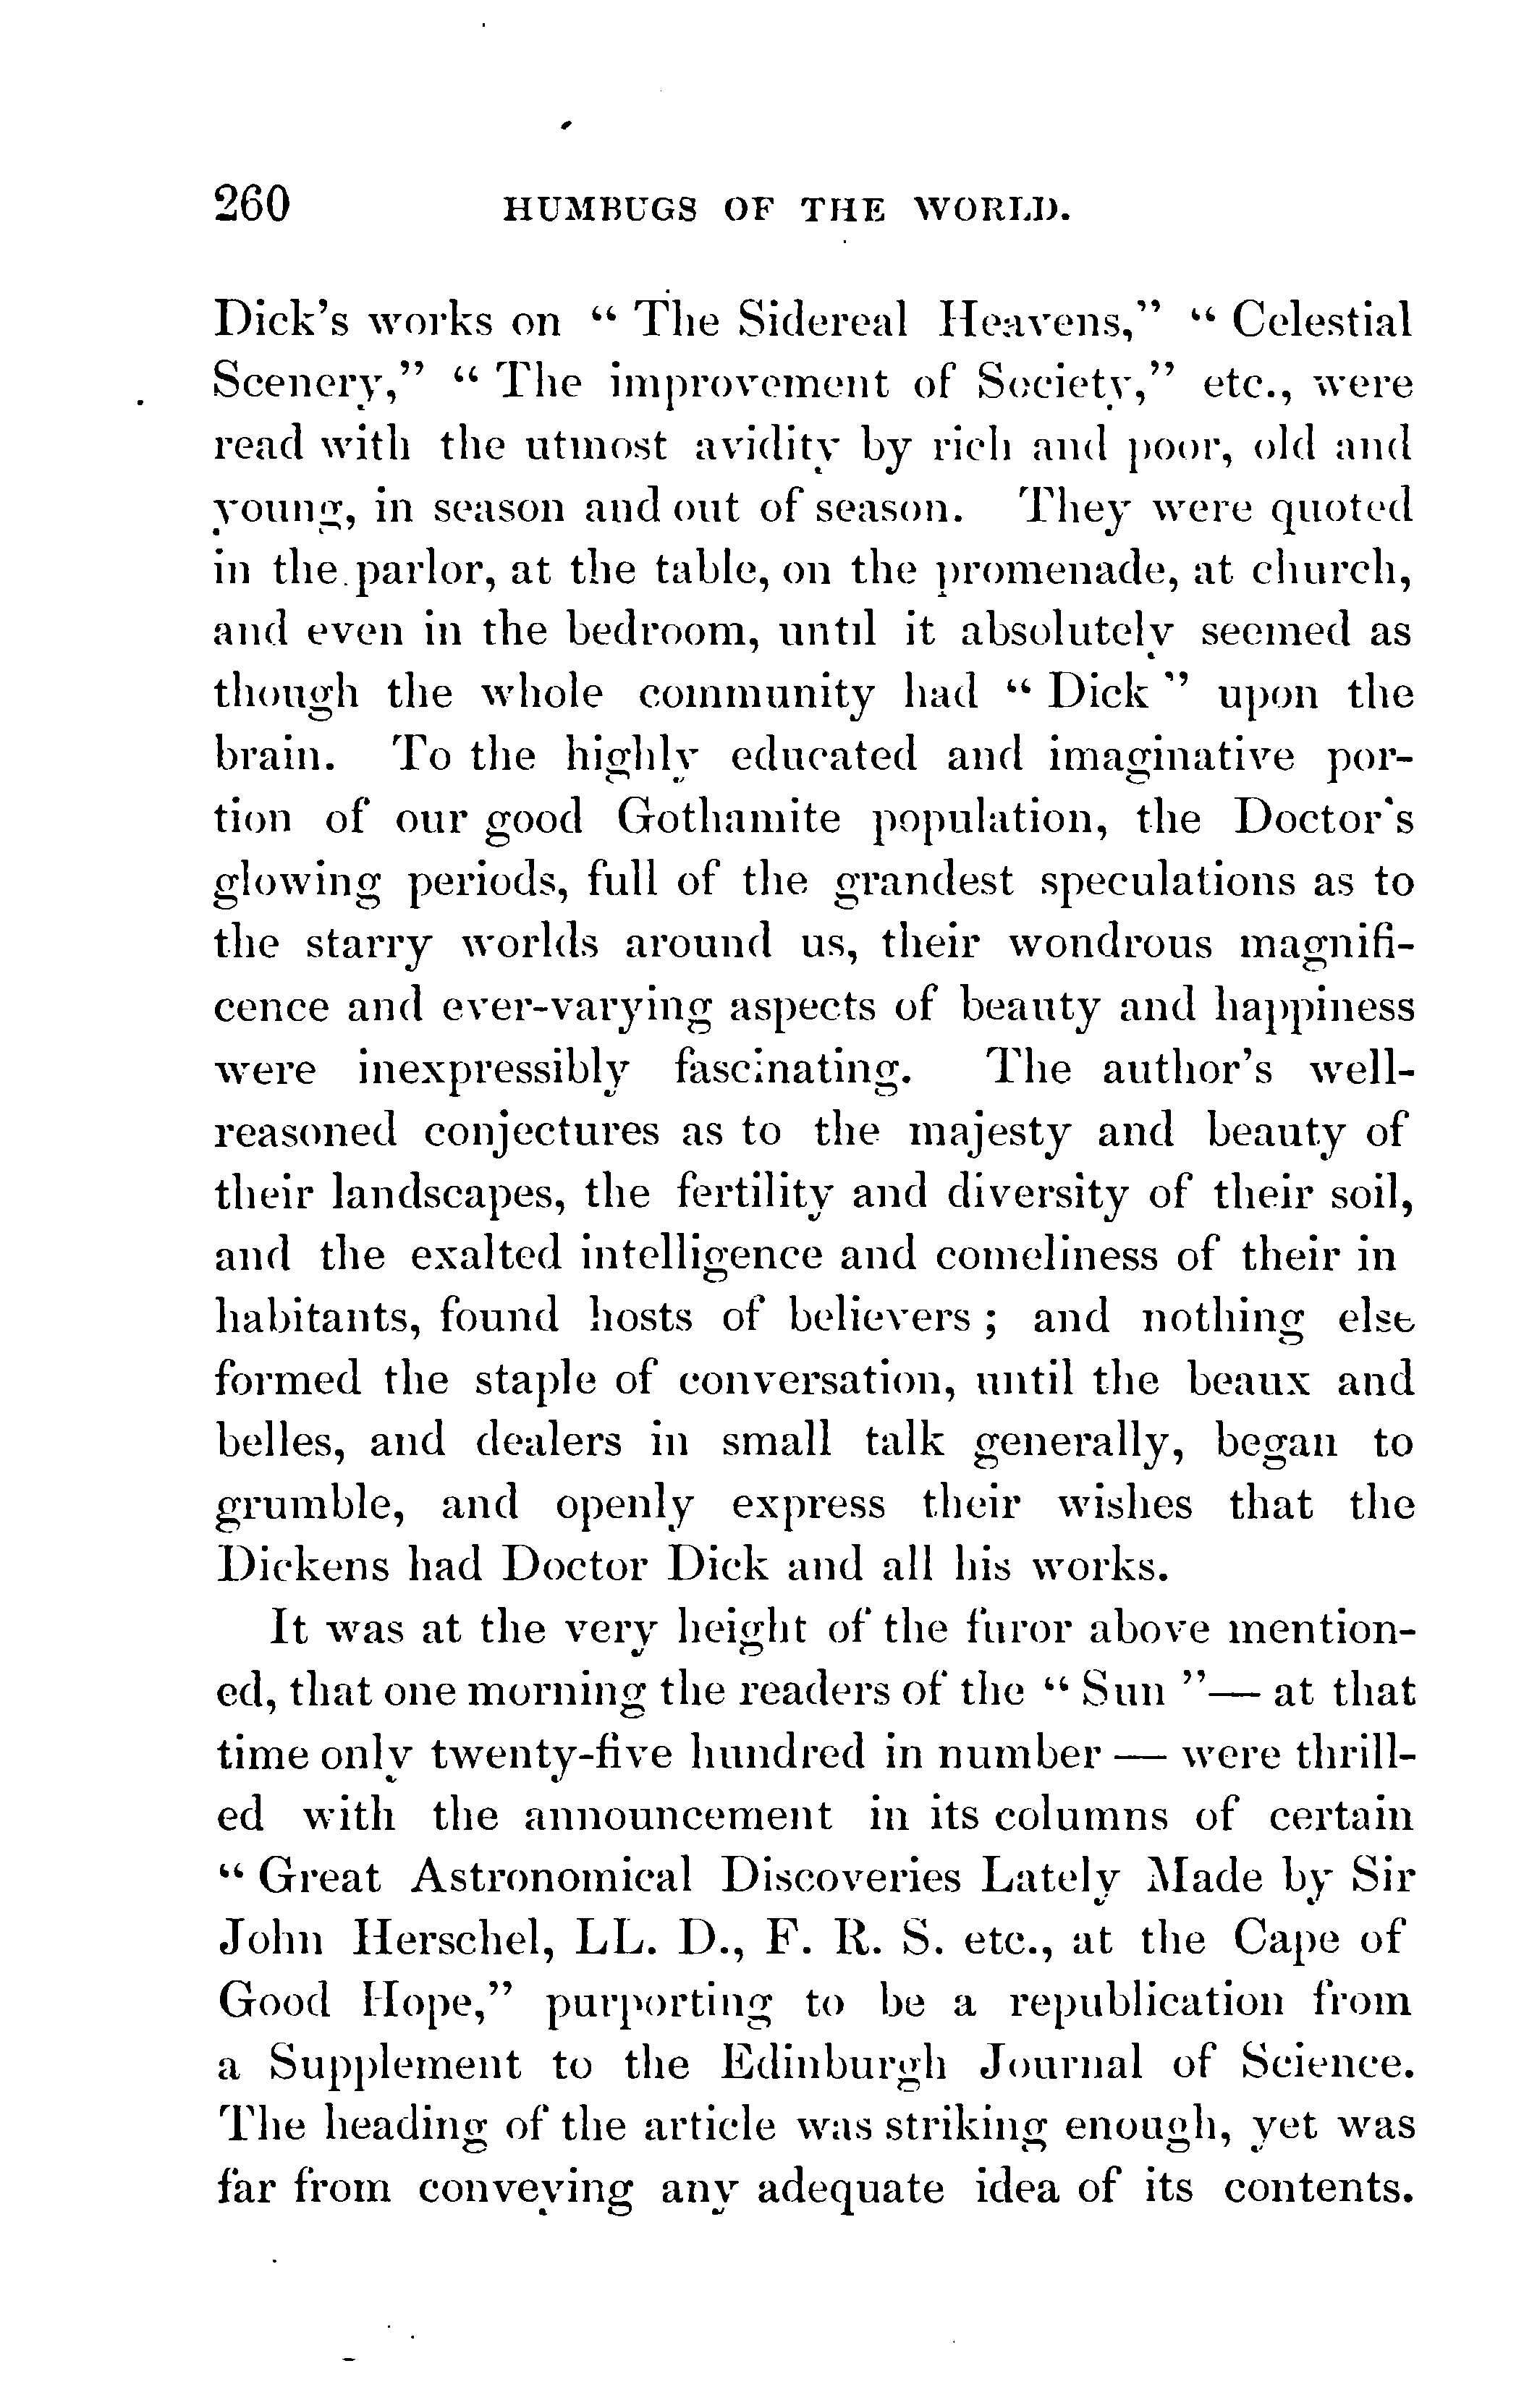 260 HUMBUGS OF THE WORLD.
Dick's works on " The Sidereal Heavens," " Celestial
Scenery," " The improvement of Society," etc., were
read with the utmost avidity by rich and poor, old and
young, in season and out of season. They were quoted
in the parlor, at the table, on the promenade, at church,
and even in the bedroom, until it absolutely seemed as
though the whole community had " Dick " upon the
brain. To the highly educated and imaginative por-
tion of our good Gothamite population, the Doctor's
glowing periods, full of the grandest speculations as to
the starry worlds around us, their wondrous magnifi-
cence and ever-varying aspects of beauty and happiness
were inexpressibly fascinating. The author's well-
reasoned conjectures as to the majesty and beauty of
their landscapes, the fertility and diversity of their soil,
and the exalted intelligence and comeliness of their in
habitants, found hosts of believers ; and nothing else
formed the staple of conversation, until the beaux and
belles, and dealers in small talk generally, began to
grumble, and openly express their wishes that the
Dickens had Doctor Dick and all his works.
It was at the very height of the furor above mention-
ed, that one morning the readers of the " Sun "— at that
time only twenty-five hundred in number — were thrill-
ed with the announcement in its columns of certain
" Great Astronomical Discoveries Lately Made by Sir
John Herschel, LL. D., F. R. S. etc., at the Cape of
Good Hope," purporting to be a republication from
a Supplement to the Edinburgh Journal of Science.
The heading of the article was striking enough, yet was
far from conveying any adequate idea of its contents.